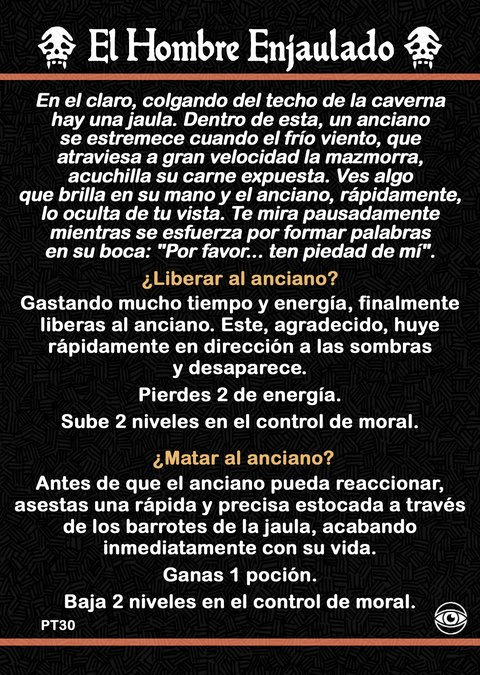 El Hombre Enjaulado
En el claro, colgando del techo de la caverna
hay una jaula. Dentro de esta, un anciano
se estremece cuando el frío viento, que
atraviesa a gran velocidad la mazmorra,
acuchilla su carne expuesta. Ves algo
que brilla en su mano y el anciano, rápidamente,
lo oculta de tu vista. Te mira pausadamente
mientras se esfuerza por formar palabras
en su boca: "Por favor... ten piedad de mí".
¿Liberar al anciano?
Gastando mucho tiempo y energía, finalmente
liberas al anciano. Este, agradecido, huye
rápidamente en dirección a las sombras
y desaparece.
Pierdes 2 de energía.
Sube 2 niveles en el control de moral.
¿Matar al anciano?
Antes de que el anciano pueda reaccionar,
asestas una rápida y precisa estocada a través
de los barrotes de la jaula, acabando
inmediatamente con su vida.
Ganas 1 poción.
Baja 2 niveles en el control de moral.
PT30